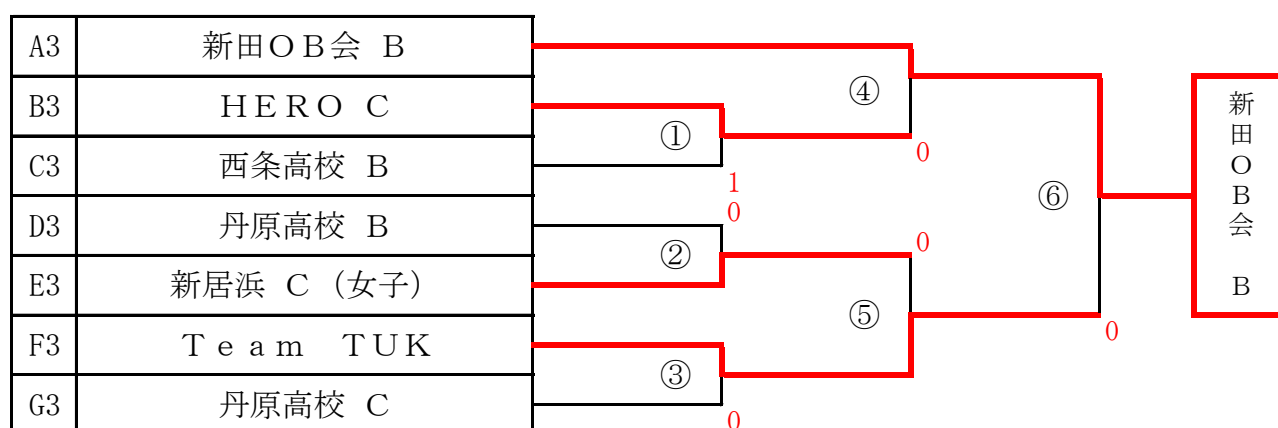 A3 新田ＯＢ会 Ｂ
④
B3 ＨＥＲＯ Ｃ
①
0
C3 西条高校 Ｂ
1
⑥
D3 丹原高校 Ｂ
0
②
0
E3 新居浜 Ｃ（女子）
⑤
F3 Ｔｅａｍ　ＴＵＫ
0
③
G3 丹原高校 Ｃ
0
新田ＯＢ会　Ｂ